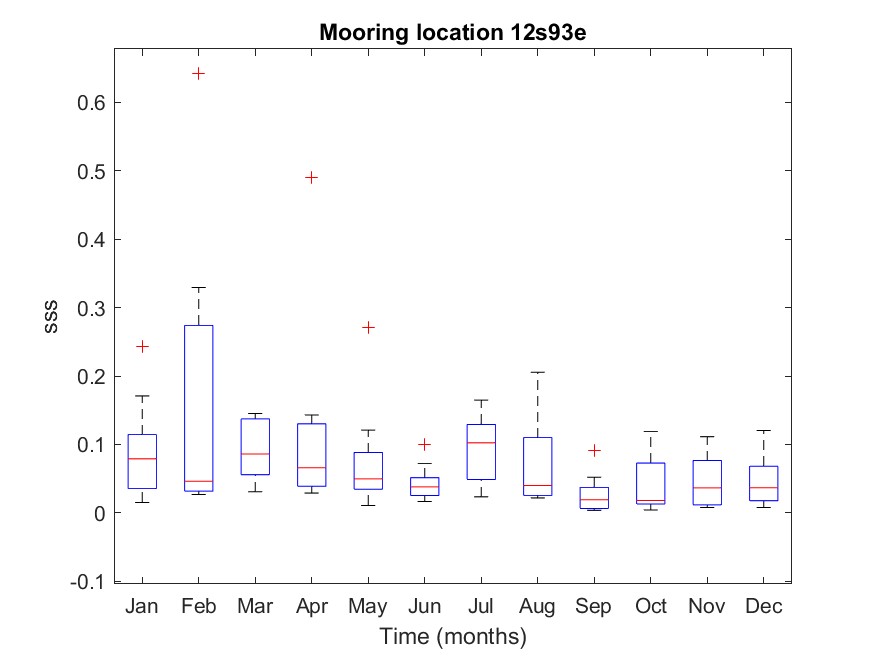 Mooring location 12s93e
0.6
0.5
0.4
0.3
0.2
0.1
0
-0.1
sss
Jan Feb Mar Apr May Jun Jul Aug Sep Oct Nov Dec
Time (months)